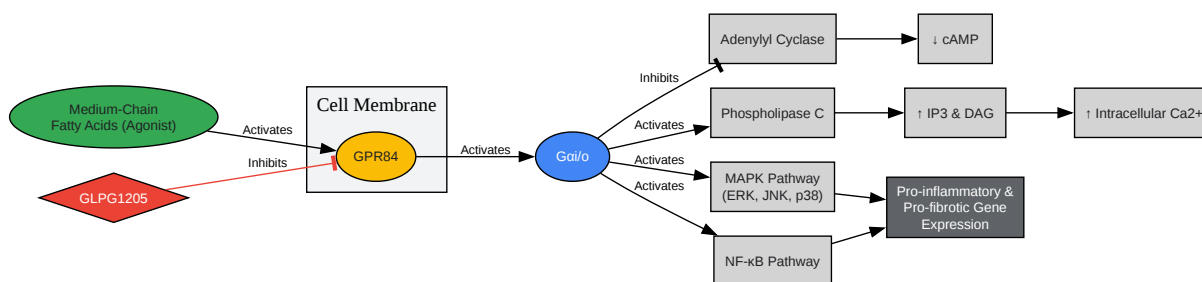 Medium-Chain
Fatty Acids (Agonist)
GLPG1205
Activates
Inhibits
Cell Membrane
GPR84
Activates
Gαi/o
Inhibits
Activates
Activates
Activates
Adenylyl Cyclase
↓ cAMP
Phospholipase C
↑ IP3 & DAG
↑ Intracellular Ca2+
MAPK Pathway
(ERK, JNK, p38)
NF-κB Pathway
Pro-inflammatory &
Pro-fibrotic Gene
Expression